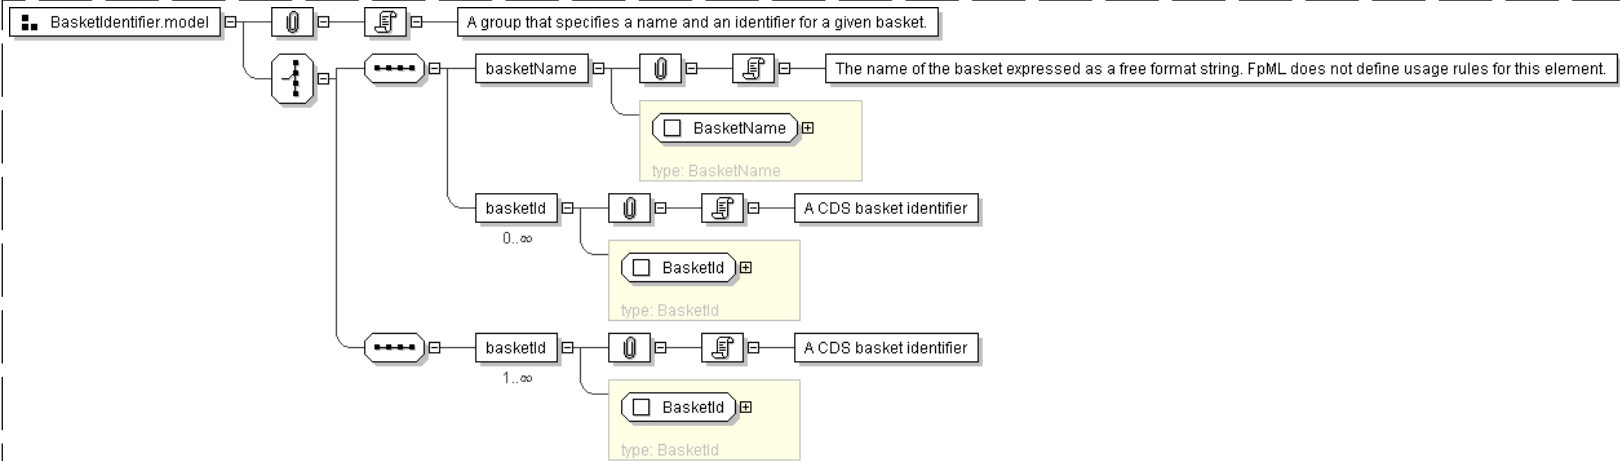 BasketIdentifier.model
A group that specifies a name and an identifier for a given basket.
basketName
The name of the basket expressed as a free format string. FpML does not define usage rules for this element.
BasketName
type: BasketName
basketId
A CDS basket identifier
0..∞
BasketId
type: BasketId
basketId
A CDS basket identifier
1..∞
BasketId
type: BasketId